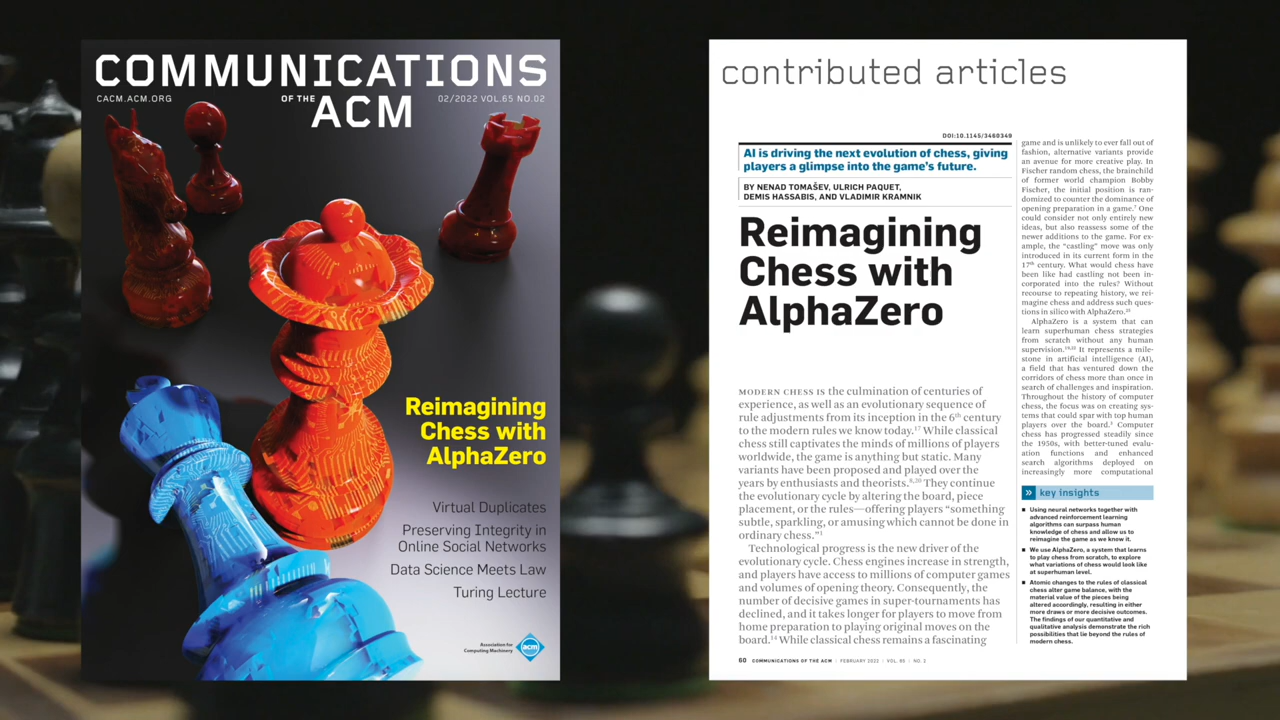 COMMUNICATIONS
CACM.ACM.ORG
OF THE
ACM
02/2022 VOL.65 NO.02
Reimagining
Chess with
AlphaZero
Virtual Duplicates
Preserving Integrity in
Online Social Networks
Data Science Meets Law
Turing Lecture
Association for
Computing Machinery
acm
contributed articles
DOI:10.1145/3460349
AI is driving the next evolution of chess, giving
players a glimpse into the game's future.
BY NENAD TOMAŠEV, ULRICH PAQUET,
DEMIS HASSABIS, AND VLADIMIR KRAMNIK
Reimagining
Chess with
AlphaZero
MODERN CHESS IS the culmination of centuries of
experience, as well as an evolutionary sequence of
rule adjustments from its inception in the 6th century
to the modern rules we know today.17 While classical
chess still captivates the minds of millions of players
worldwide, the game is anything but static. Many
variants have been proposed and played over the
years by enthusiasts and theorists.8,20 They continue
the evolutionary cycle by altering the board, piece
placement, or the rules—offering players "something
subtle, sparkling, or amusing which cannot be done in
ordinary chess."1
Technological progress is the new driver of the
evolutionary cycle. Chess engines increase in strength,
and players have access to millions of computer games
and volumes of opening theory. Consequently, the
number of decisive games in super-tournaments has
declined, and it takes longer for players to move from
home preparation to playing original moves on the
board.14 While classical chess remains a fascinating
game and is unlikely to ever fall out of
fashion, alternative variants provide
an avenue for more creative play. In
Fischer random chess, the brainchild
of former world champion Bobby
Fischer, the initial position is ran-
domized to counter the dominance of
opening preparation in a game.7 One
could consider not only entirely new
ideas, but also reassess some of the
newer additions to the game. For ex-
ample, the "castling" move was only
introduced in its current form in the
17th century. What would chess have
been like had castling not been in-
corporated into the rules? Without
recourse to repeating history, we rei-
magine chess and address such ques-
tions in silico with AlphaZero.23
AlphaZero is a system that can
learn superhuman chess strategies
from scratch without any human
supervision.19,22 It represents a mile-
stone in artificial intelligence (AI),
a field that has ventured down the
corridors of chess more than once in
search of challenges and inspiration.
Throughout the history of computer
chess, the focus was on creating sys-
tems that could spar with top human
players over the board.3 Computer
chess has progressed steadily since
the 1950s, with better-tuned evalu-
ation functions and enhanced
search algorithms deployed on
increasingly more computational
» key insights
■ Using neural networks together with
advanced reinforcement learning
algorithms can surpass human
knowledge of chess and allow us to
reimagine the game as we know it.
■ We use AlphaZero, a system that learns
to play chess from scratch, to explore
what variations of chess would look like
at superhuman level.
■ Atomic changes to the rules of classical
chess alter game balance, with the
material value of the pieces being
altered accordingly, resulting in either
more draws or more decisive outcomes.
The findings of our quantitative and
qualitative analysis demonstrate the rich
possibilities that lie beyond the rules of
modern chess.
60 COMMUNICATIONS OF THE ACM | FEBRUARY 2022 | VOL. 65 | NO. 2